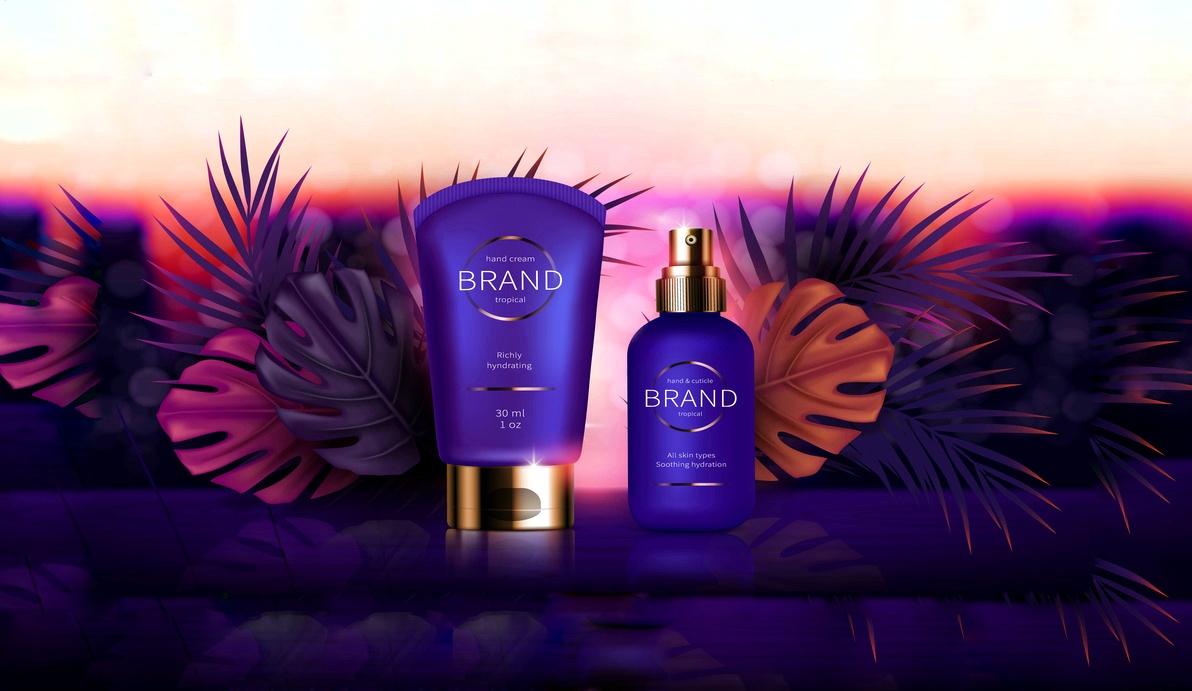 hand cream
BRAND
tropical
Richly
hyndrating
30 ml
1 oz
hand & cuticle
BRAND
tropical
All skin types
Soothing hydration